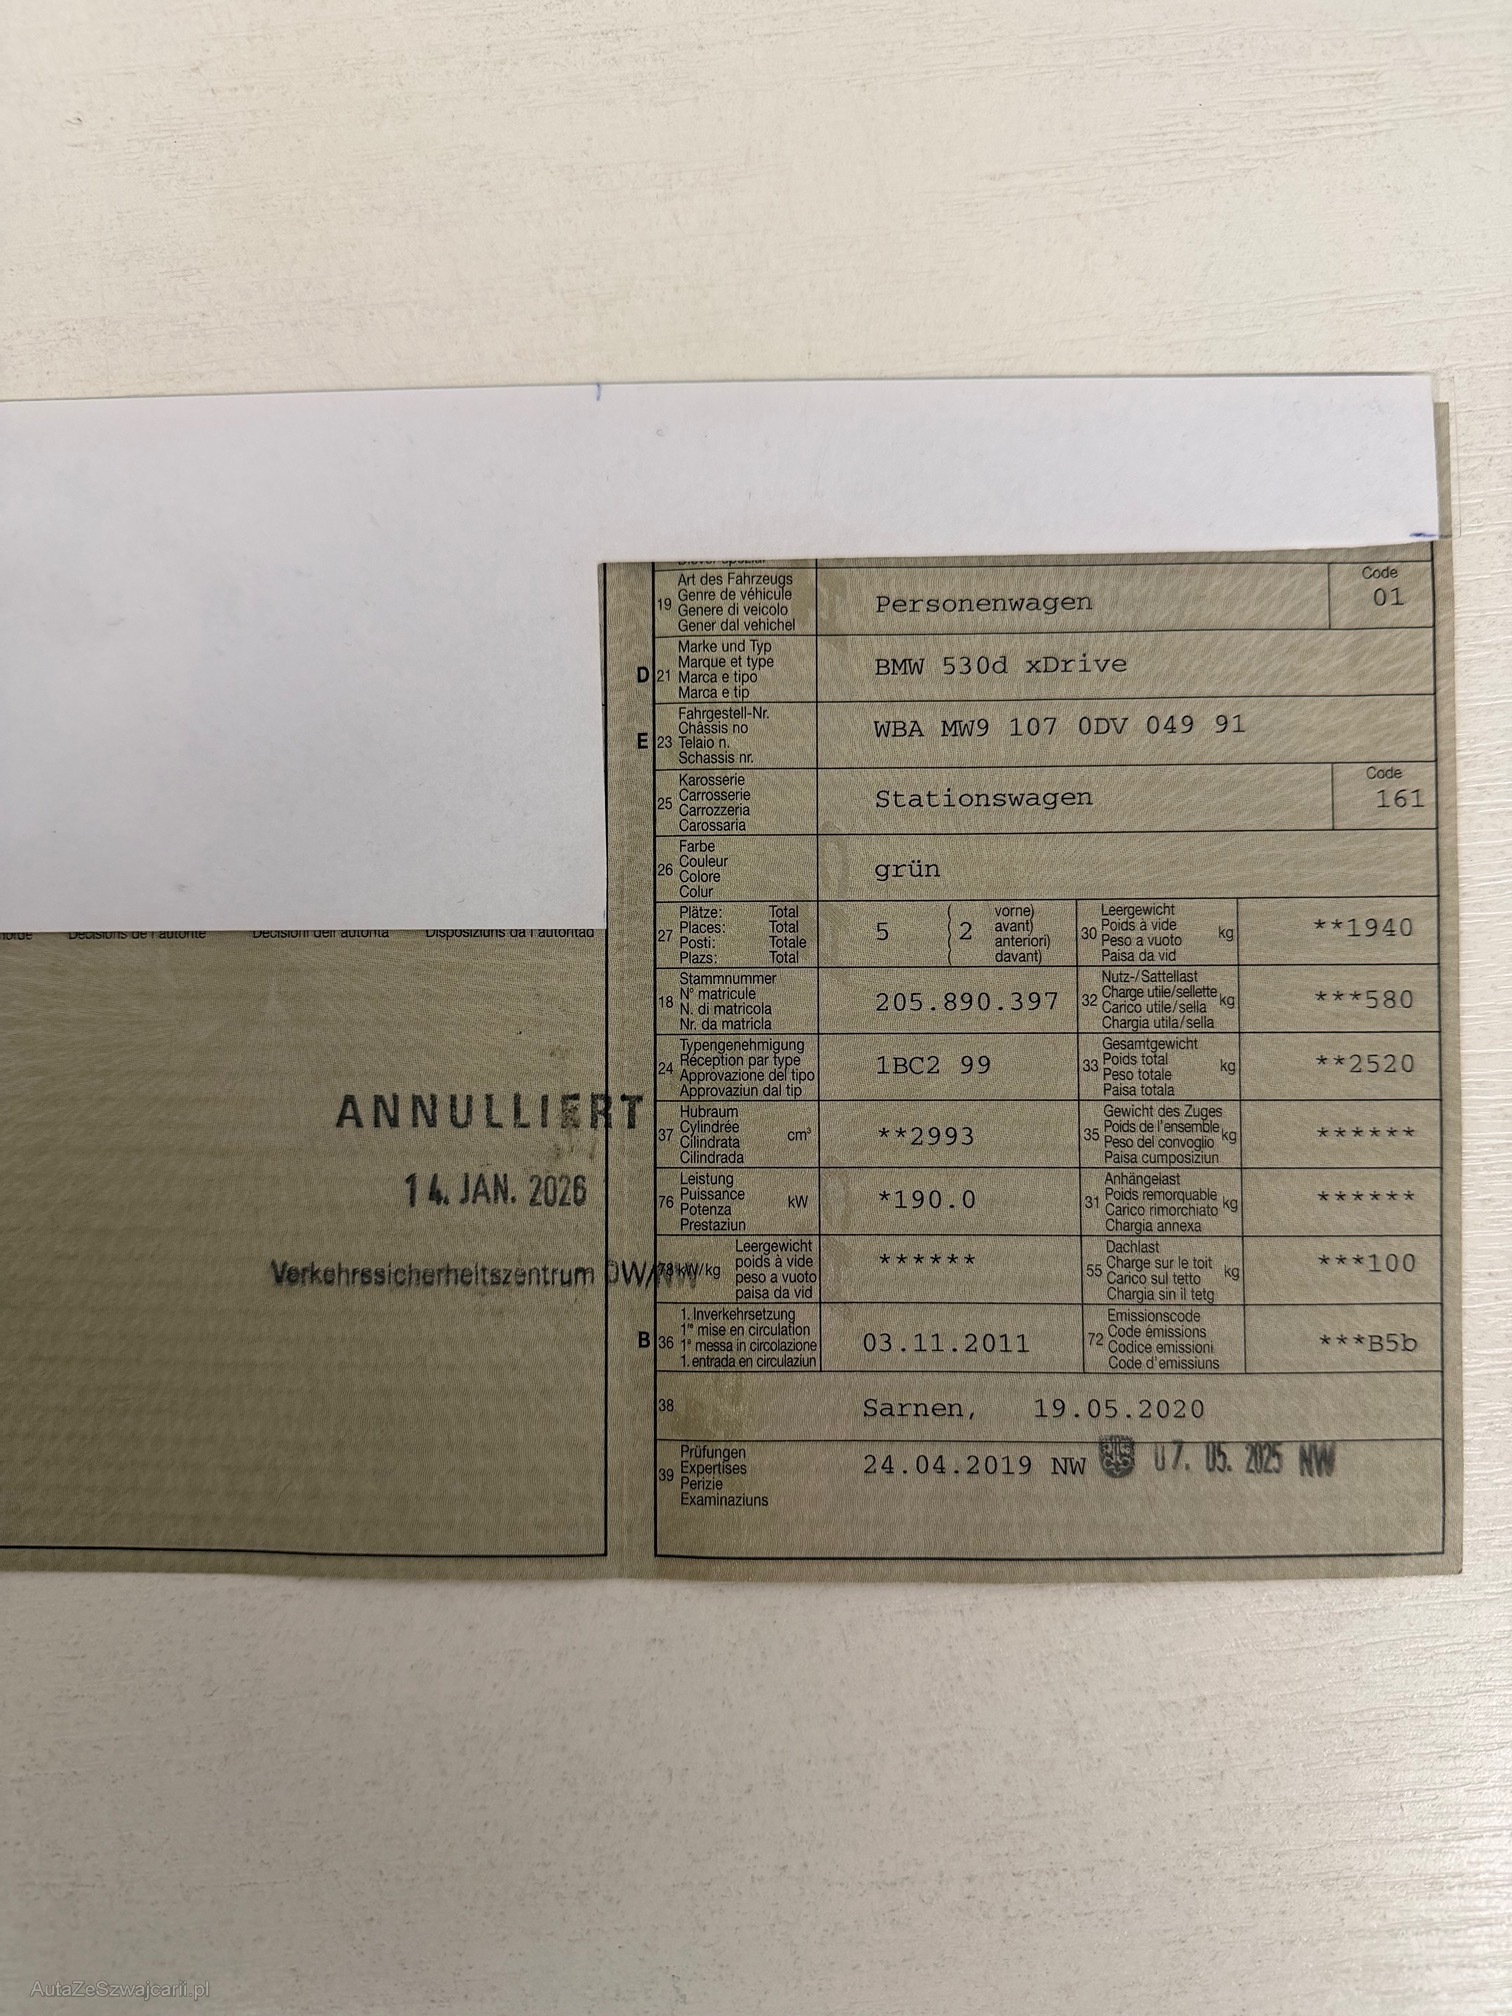 Art des Fahrzeugs
Genre de véhicule
19 Genere di veicolo
Gener dal vehichel
Personenwagen
Code
01
Marke und Typ
Marque et type
D 21 Marca e tipo
Marca e tip
BMW 530d xDrive
Fahrgestell-Nr.
Châssis no
E 23 Telaio n.
Schassis nr.
WBA MW9 107 0DV 049 91
Karosserie
Carrosserie
25 Carrozzeria
Carossaria
Stationswagen
Code
161
Farbe
Couleur
26 Colore
Colur
grün
Plätze: Total
Places: Total
27 Posti: Totale
Plazs: Total
5
( vorne)
( 2 avant)
( anteriori)
( davant)
Leergewicht
Poids à vide
30 Peso a vuoto kg
Paisa da vid
**1940
Décisions de l'autorité Decisioni dell'autorità Disposiziuns da l'autoritad
Stammnummer
N° matricule
18 N. di matricola
Nr. da matricla
205.890.397
Nutz-/Sattellast
Charge utile/sellette
32 Carico utile/sella kg
Chargia utila/sella
***580
Typengenehmigung
Réception par type
24 Approvazione del tipo
Approvaziun dal tip
1BC2 99
Gesamtgewicht
Poids total
33 Peso totale kg
Paisa totala
**2520
ANNULLIERT
14. JAN. 2026
Verkehrssicherheitszentrum OW/NW
Hubraum
Cylindrée
37 Cilindrata cm³
Cilindrada
**2993
Gewicht des Zuges
Poids de l'ensemble
35 Peso del convoglio kg
Paisa cumposiziun
******
Leistung
Puissance
76 Potenza kW
Prestaziun
*190.0
Anhängelast
Poids remorquable
31 Carico rimorchiato kg
Chargia annexa
******
Leergewicht
poids à vide
78 kW/kg peso a vuoto
paisa da vid
******
Dachlast
Charge sur le toit
55 Carico sul tetto kg
Chargia sin il tetg
***100
1. Inverkehrsetzung
1re mise en circulation
B 36 1a messa in circolazione
1. entrada en circulaziun
03.11.2011
Emissionscode
Code émissions
72 Codice emissioni
Code d'emissiuns
***B5b
38
Sarnen, 19.05.2020
Prüfungen
39 Expertises
Perizie
Examinaziuns
24.04.2019 NW 07. 05. 2025 NW
AutaZeSzwajcarii.pl